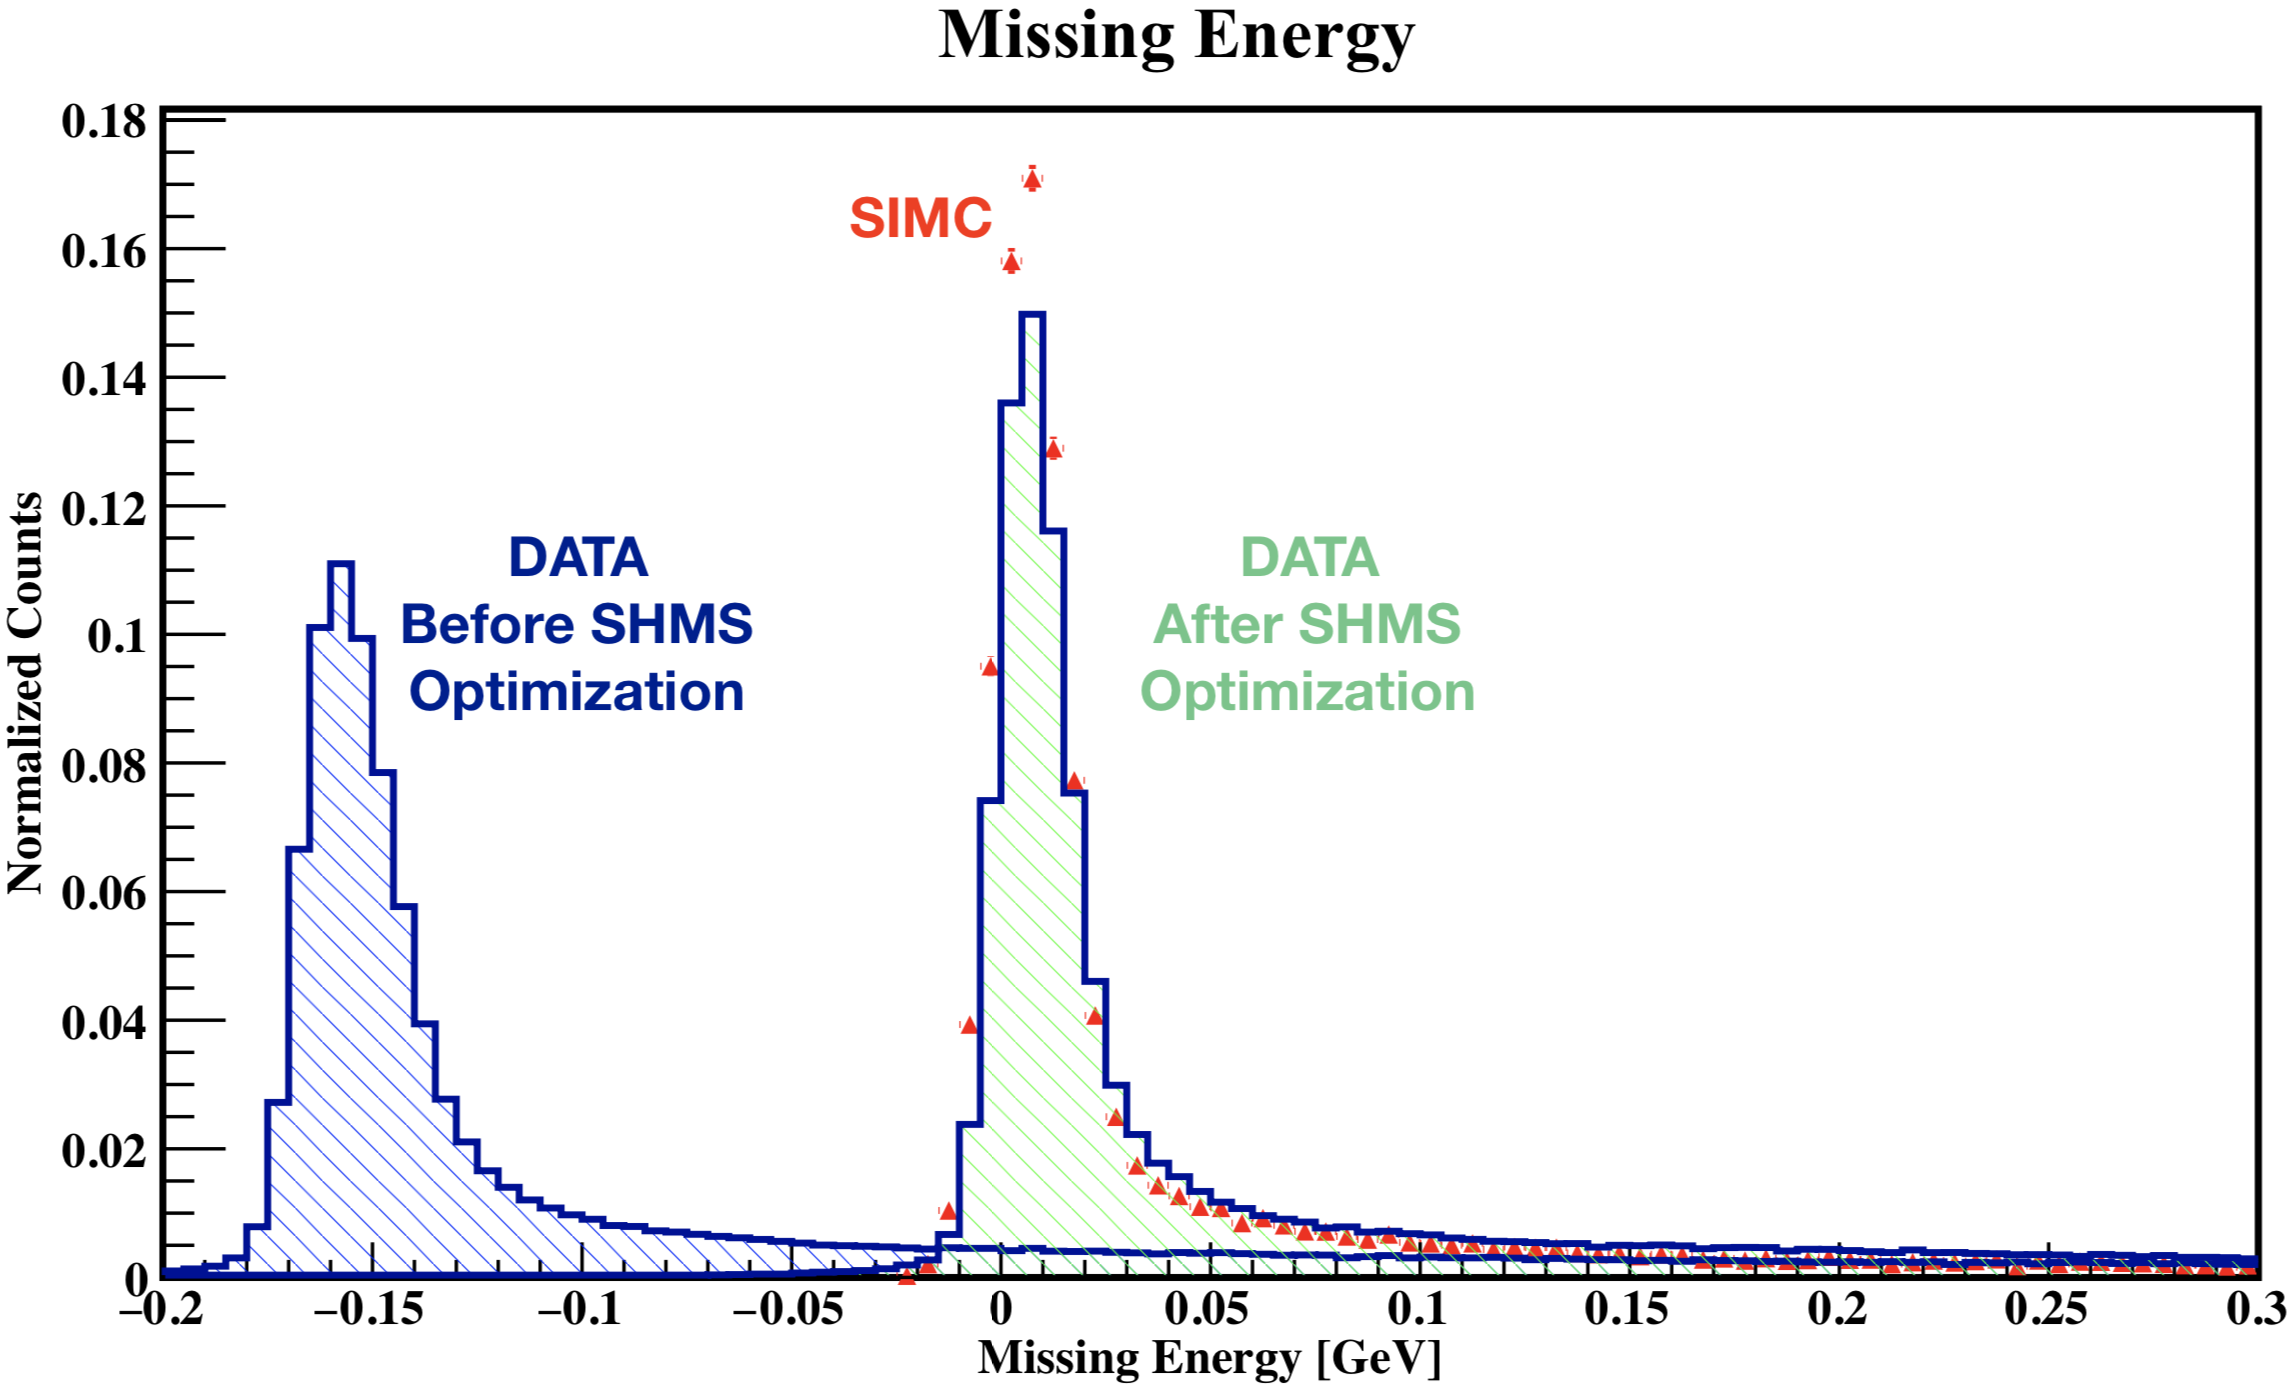 Missing Energy
Normalized Counts
0.18
0.16
0.14
0.12
0.1
0.08
0.06
0.04
0.02
0
SIMC
DATA
Before SHMS
Optimization
DATA
After SHMS
Optimization
−0.2 −0.15 −0.1 −0.05 0 0.05 0.1 0.15 0.2 0.25 0.3
Missing Energy [GeV]